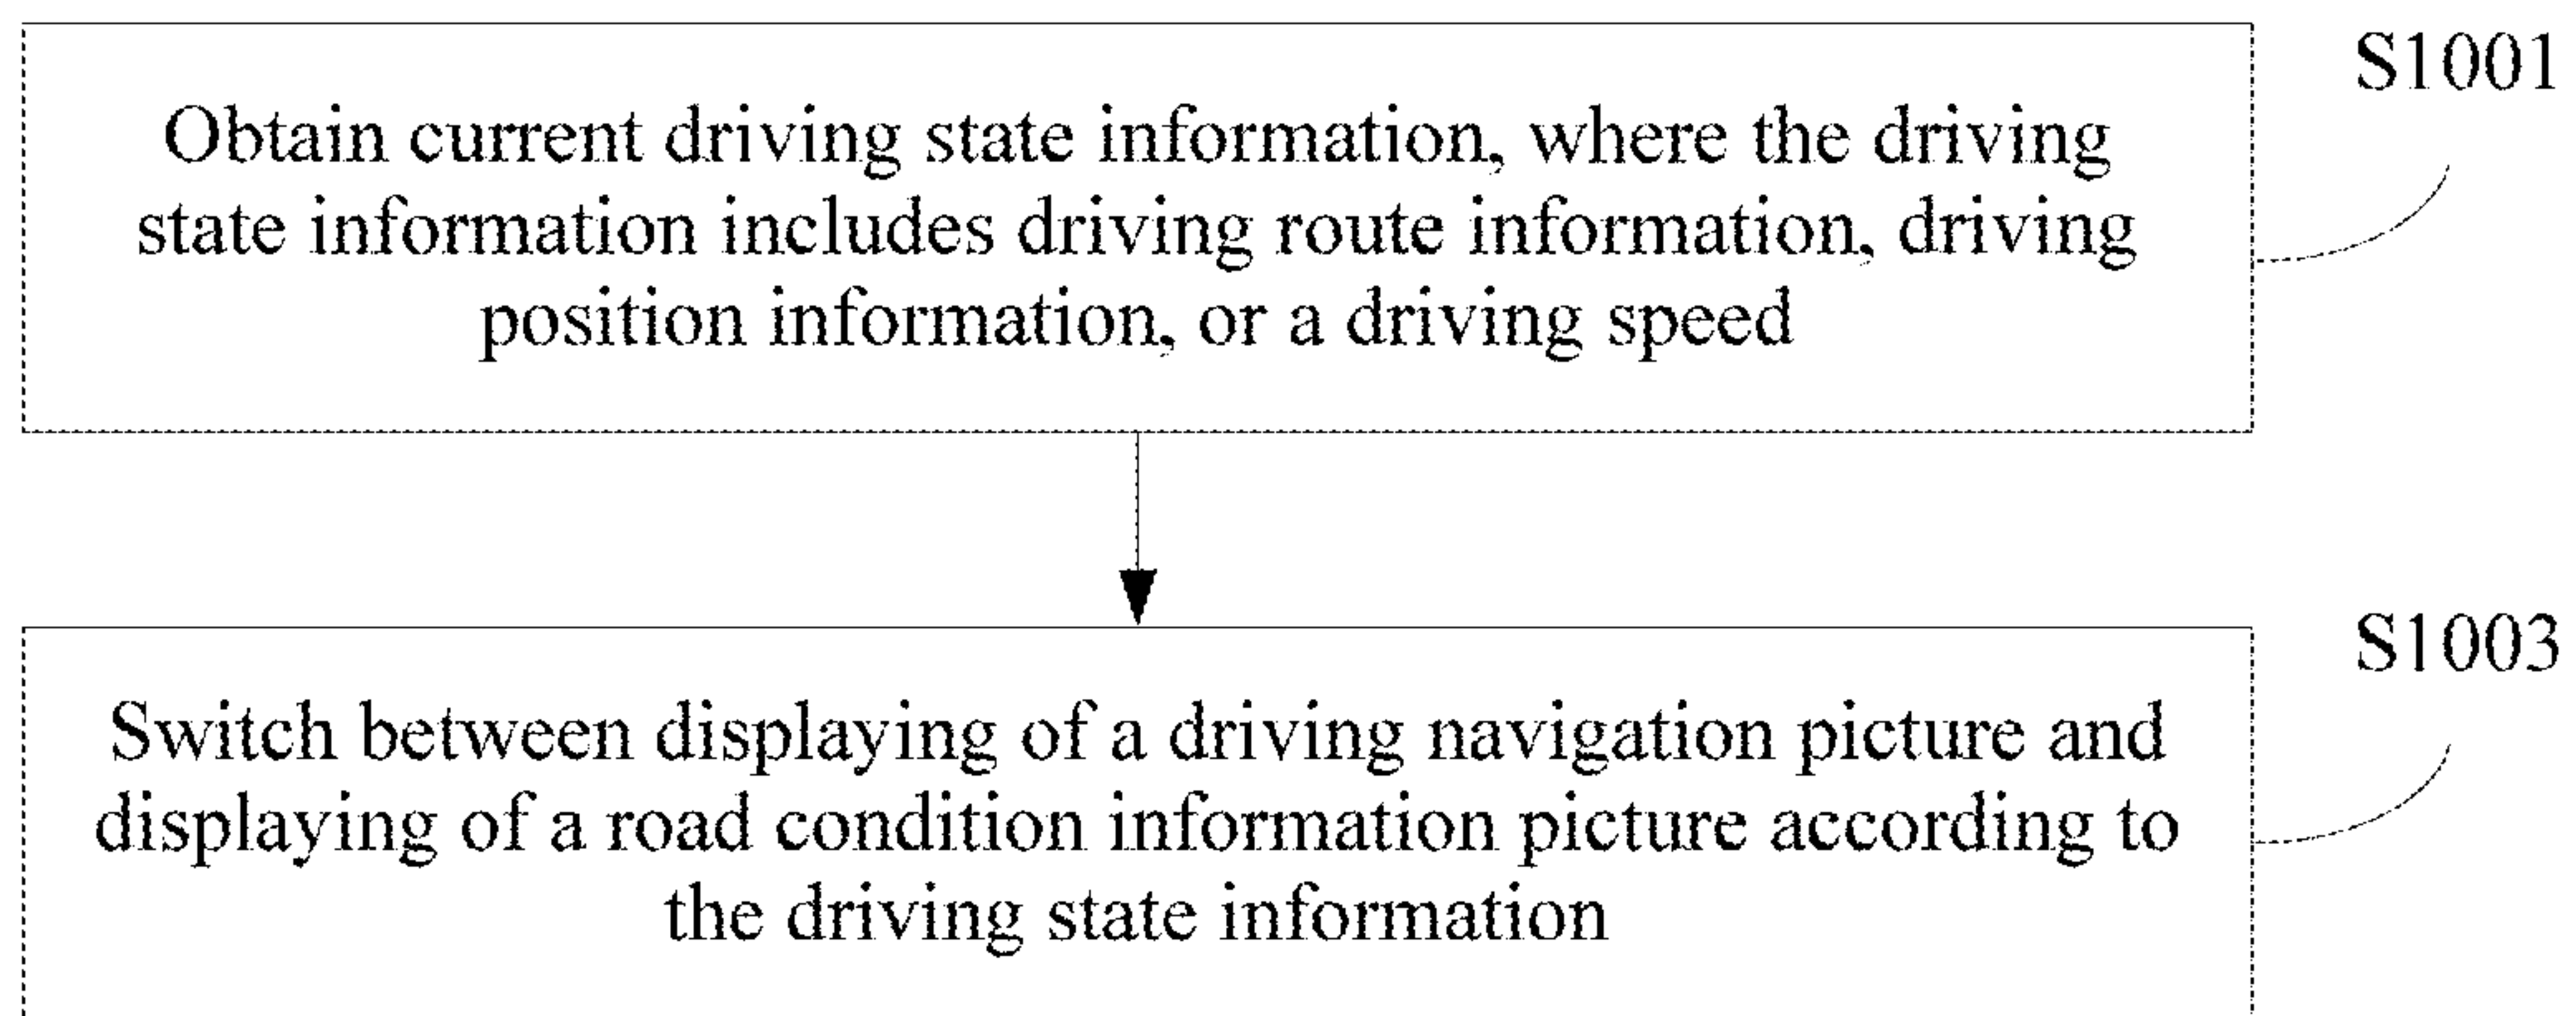 S1001
Obtain current driving state information, where the driving
state information includes driving route information, driving
position information, or a driving speed
S1003
Switch between displaying of a driving navigation picture and
displaying of a road condition information picture according to
the driving state information